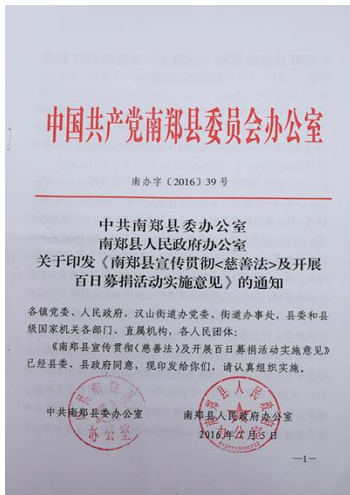 中国共产党南郑县委员会办公室
南办字〔2016〕39号
中共南郑县委办公室
南郑县人民政府办公室
关于印发《南郑县宣传贯彻<慈善法>及开展
百日募捐活动实施意见》的通知
各镇党委、人民政府，汉山街道办党委、街道办事处，县委和县
级国家机关各部门、直属机构，各人民团体：
《南郑县宣传贯彻《慈善法>及开展百日募捐活动实施意见》
已经县委、县政府同意，现印发给你们，请认真组织实施。
中共南郑县委办公室
南郑县人民政府办公室
2016年7月5日
—1—